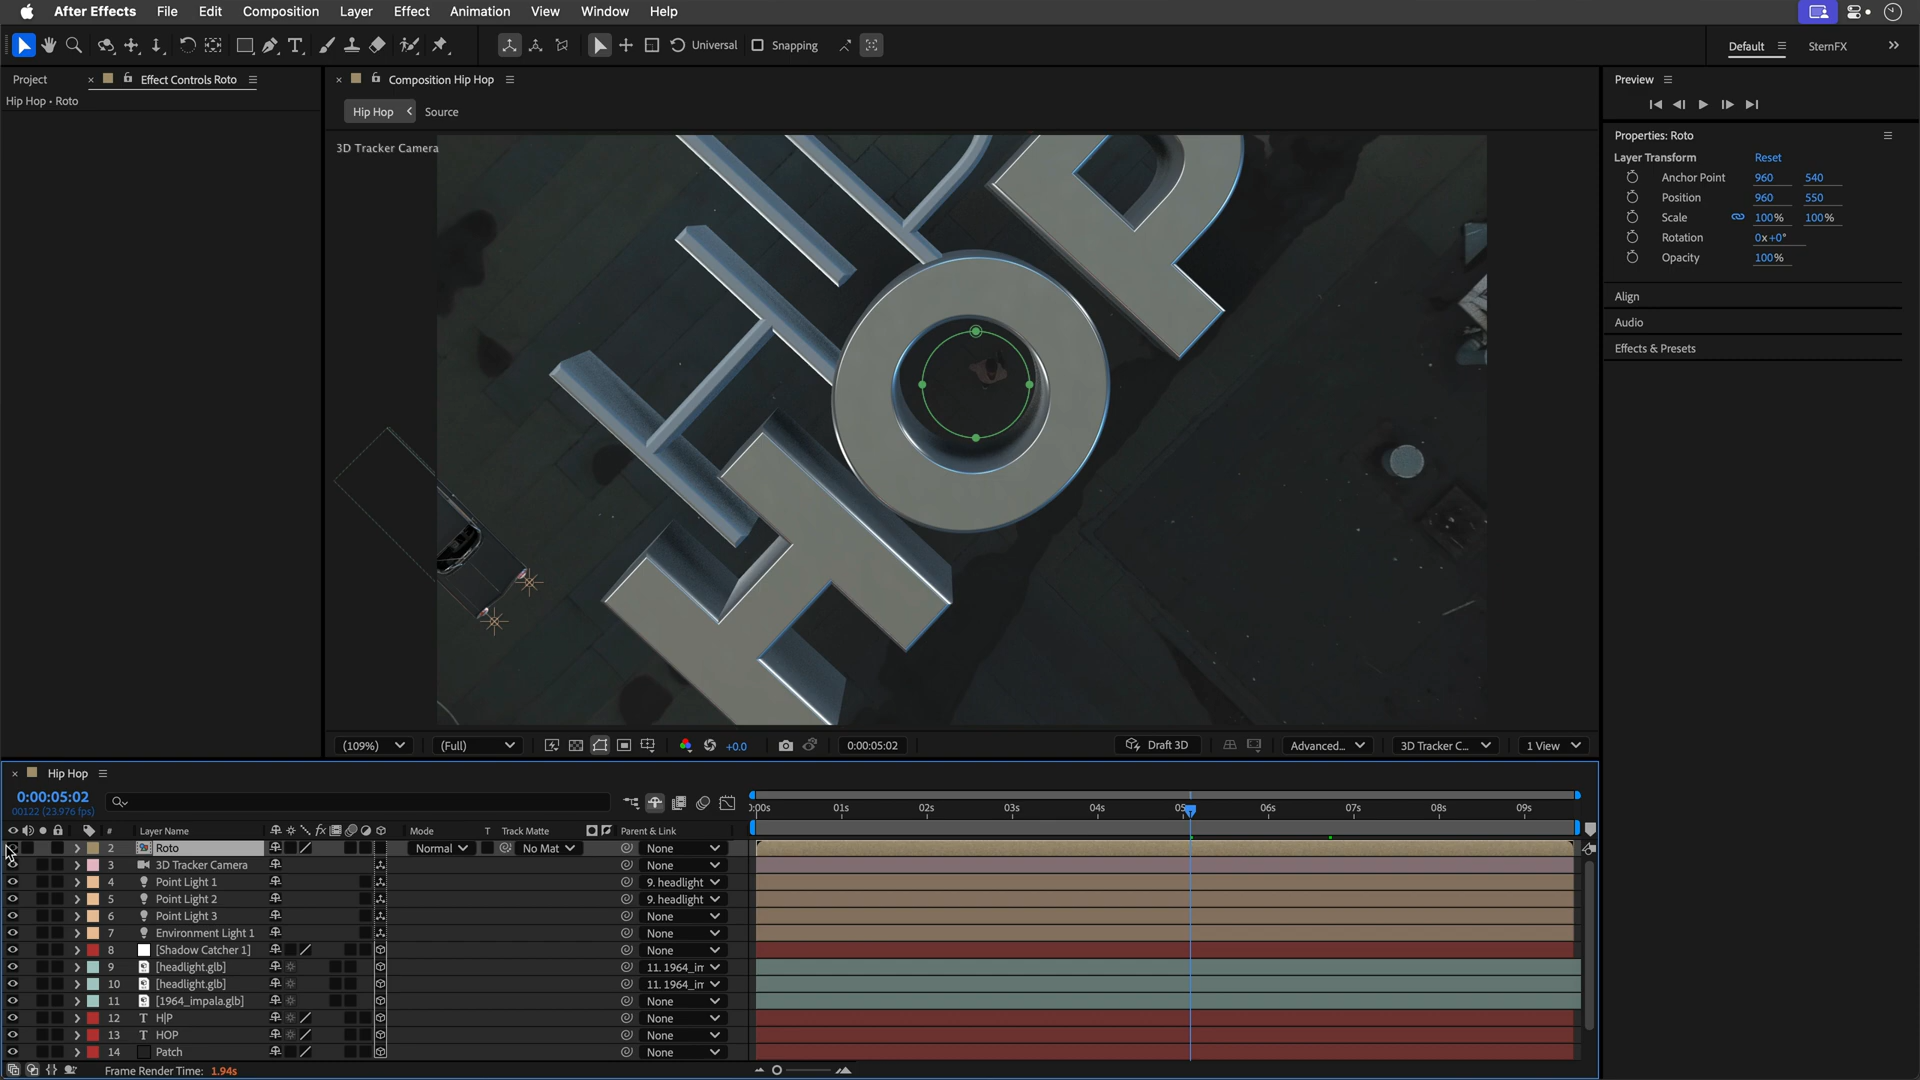 After Effects File Edit Composition Layer Effect Animation View Window Help
Universal Snapping Default SternFX
Project Effect Controls Roto
Hip Hop • Roto
Composition Hip Hop
Hip Hop Source
3D Tracker Camera
HIP
HOP
Preview
Properties: Roto
Layer Transform Reset
Anchor Point 960 540
Position 960 550
Scale 100% 100%
Rotation 0x+0°
Opacity 100%
Align
Audio
Effects & Presets
(109%) (Full) +0.0 0:00:05:02 Draft 3D Advanced... 3D Tracker C... 1 View
Hip Hop
0:00:05:02
00122 (23.976 fps)
:00s 01s 02s 03s 04s 05 06s 07s 08s 09s
# Layer Name Mode T Track Matte Parent & Link
2 Roto Normal No Mat None
3 3D Tracker Camera None
4 Point Light 1 9. headlight
5 Point Light 2 9. headlight
6 Point Light 3 None
7 Environment Light 1 None
8 [Shadow Catcher 1] None
9 [headlight.glb] 11. 1964_im
10 [headlight.glb] 11. 1964_im
11 [1964_impala.glb] None
12 T HIP None
13 T HOP None
14 Patch None
Frame Render Time: 1.94s